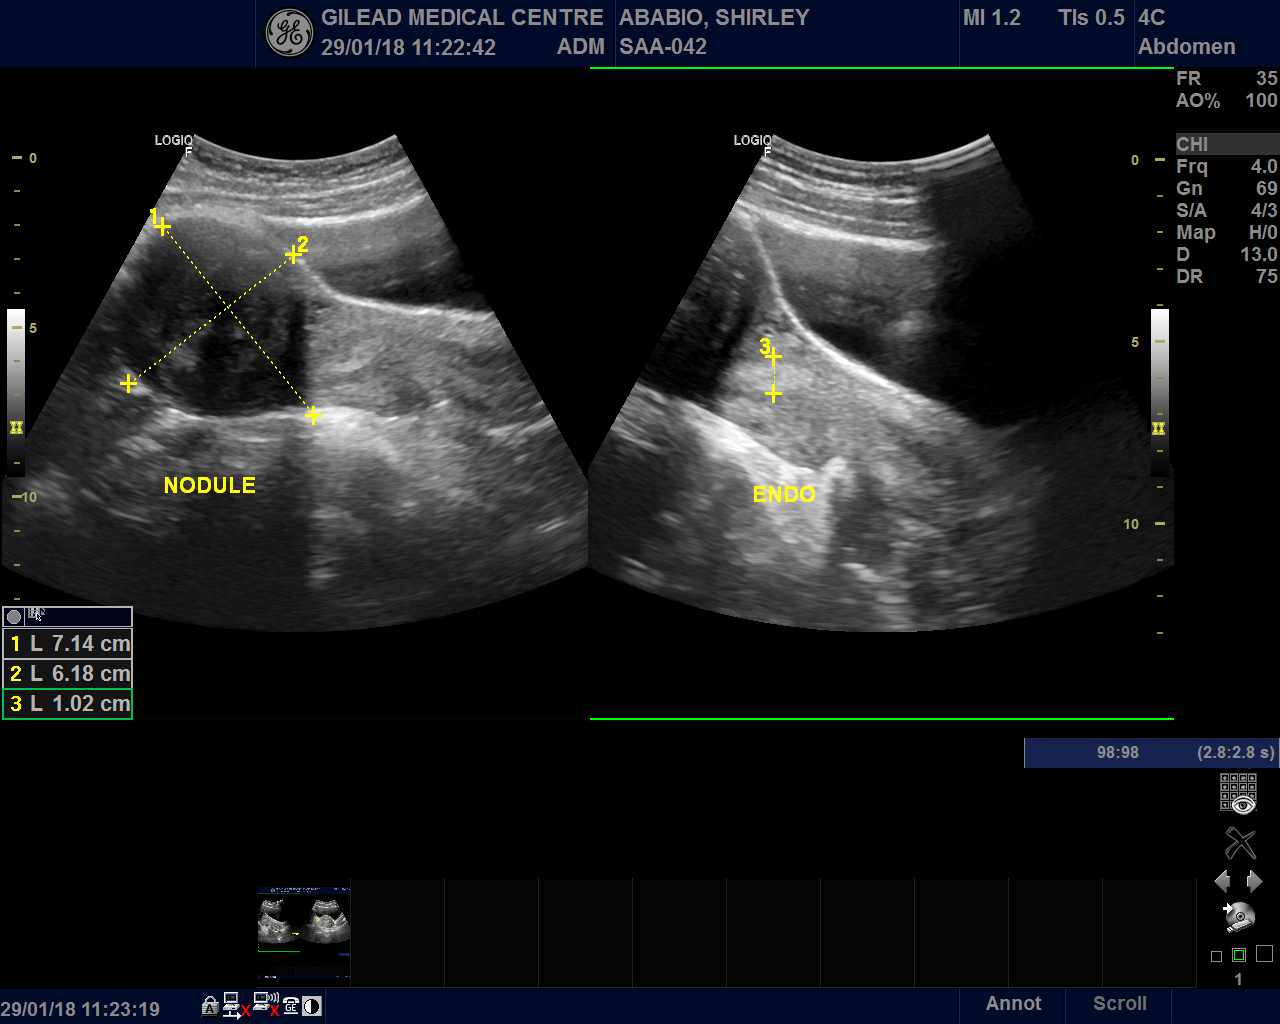 GILEAD MEDICAL CENTRE
29/01/18 11:22:42 ADM
ABABIO, SHIRLEY
SAA-042
MI 1.2 TIs 0.5
4C
Abdomen
FR 35
AO% 100
CHI
Frq 4.0
Gn 69
S/A 4/3
Map H/0
D 13.0
DR 75
LOGIQ
F
0
5
10
1
2
NODULE
LOGIQ
F
0
5
10
3
ENDO
1 L 7.14 cm
2 L 6.18 cm
3 L 1.02 cm
98:98 (2.8:2.8 s)
1
29/01/18 11:23:19
A
X
X
GE
Annot
Scroll